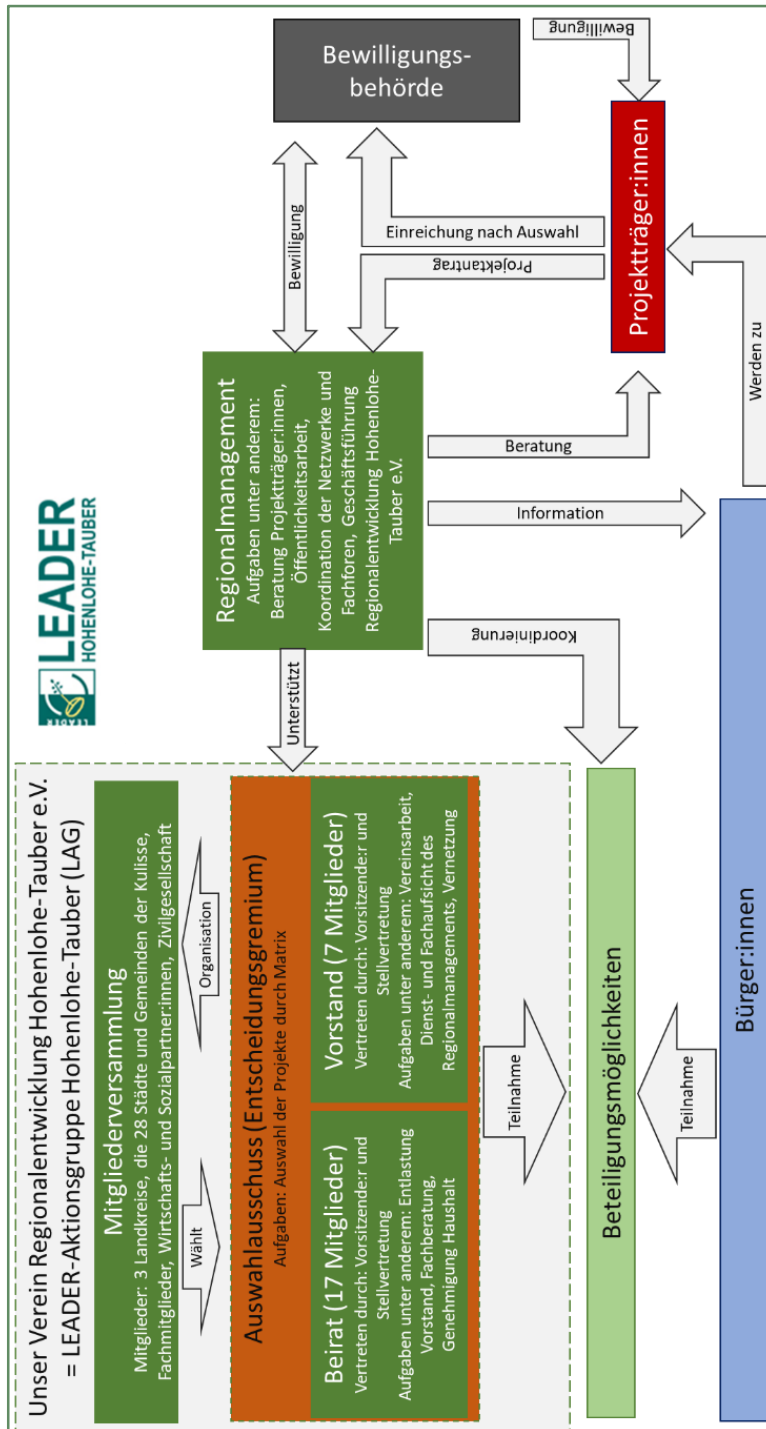 Unser Verein Regionalentwicklung Hohenlohe-Tauber e.V.
= LEADER-Aktionsgruppe Hohenlohe-Tauber (LAG)
LEADER
LEADER
HOHENLOHE-TAUBER
Mitgliederversammlung
Mitglieder: 3 Landkreise, die 28 Städte und Gemeinden der Kulisse,
Fachmitglieder, Wirtschafts- und Sozialpartner:innen, Zivilgesellschaft
Wählt
Organisation
Auswahlausschuss (Entscheidungsgremium)
Aufgaben: Auswahl der Projekte durch Matrix
Beirat (17 Mitglieder)
Vertreten durch: Vorsitzende:r und
Stellvertretung
Aufgaben unter anderem: Entlastung
Vorstand, Fachberatung,
Genehmigung Haushalt
Vorstand (7 Mitglieder)
Vertreten durch: Vorsitzende:r und
Stellvertretung
Aufgaben unter anderem: Vereinsarbeit,
Dienst- und Fachaufsicht des
Regionalmanagements, Vernetzung
Unterstützt
Regionalmanagement
Aufgaben unter anderem:
Beratung Projektträger:innen,
Öffentlichkeitsarbeit,
Koordination der Netzwerke und
Fachforen, Geschäftsführung
Regionalentwicklung Hohenlohe-
Tauber e.V.
Bewilligung
Bewilligungs-
behörde
Bewilligung
Einreichung nach Auswahl
Projektantrag
Projektträger:innen
Beratung
Information
Koordinierung
Werden zu
Teilnahme
Beteiligungsmöglichkeiten
Teilnahme
Bürger:innen